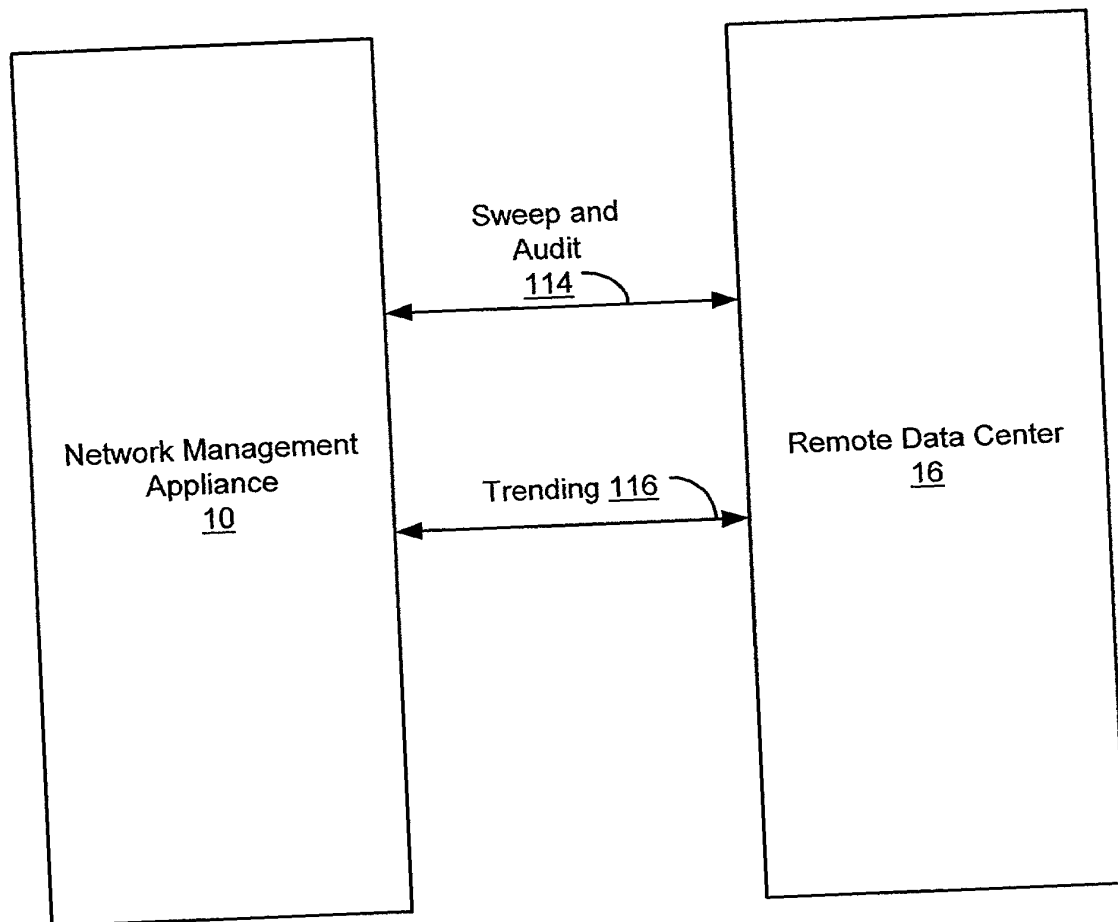 Sweep and
Audit
114
Network Management
Appliance
10
Trending 116
Remote Data Center
16